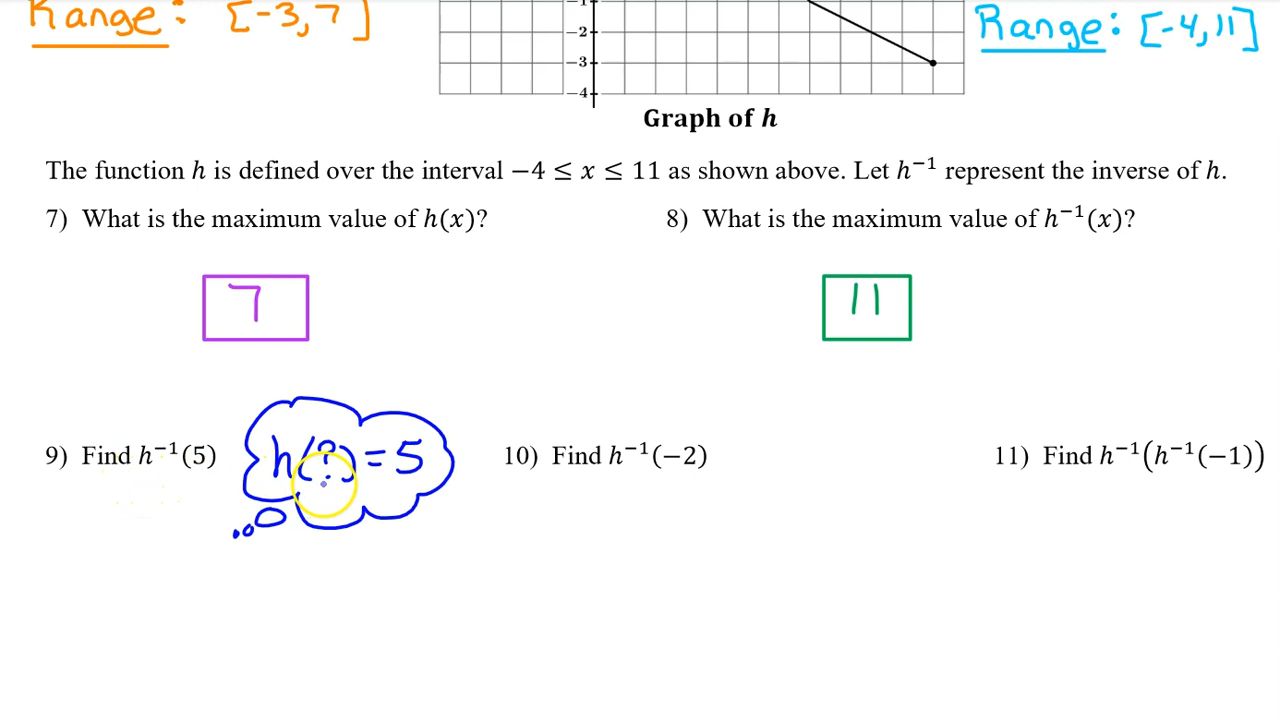 Range: [-3,7]
Range: [-4,11]
-1
-2
-3
-4
Graph of h
The function h is defined over the interval −4 ≤ x ≤ 11 as shown above. Let h⁻¹ represent the inverse of h.
7) What is the maximum value of h(x)? 8) What is the maximum value of h⁻¹(x)?
7 11
9) Find h⁻¹(5) h(?)=5 10) Find h⁻¹(−2) 11) Find h⁻¹(h⁻¹(−1))